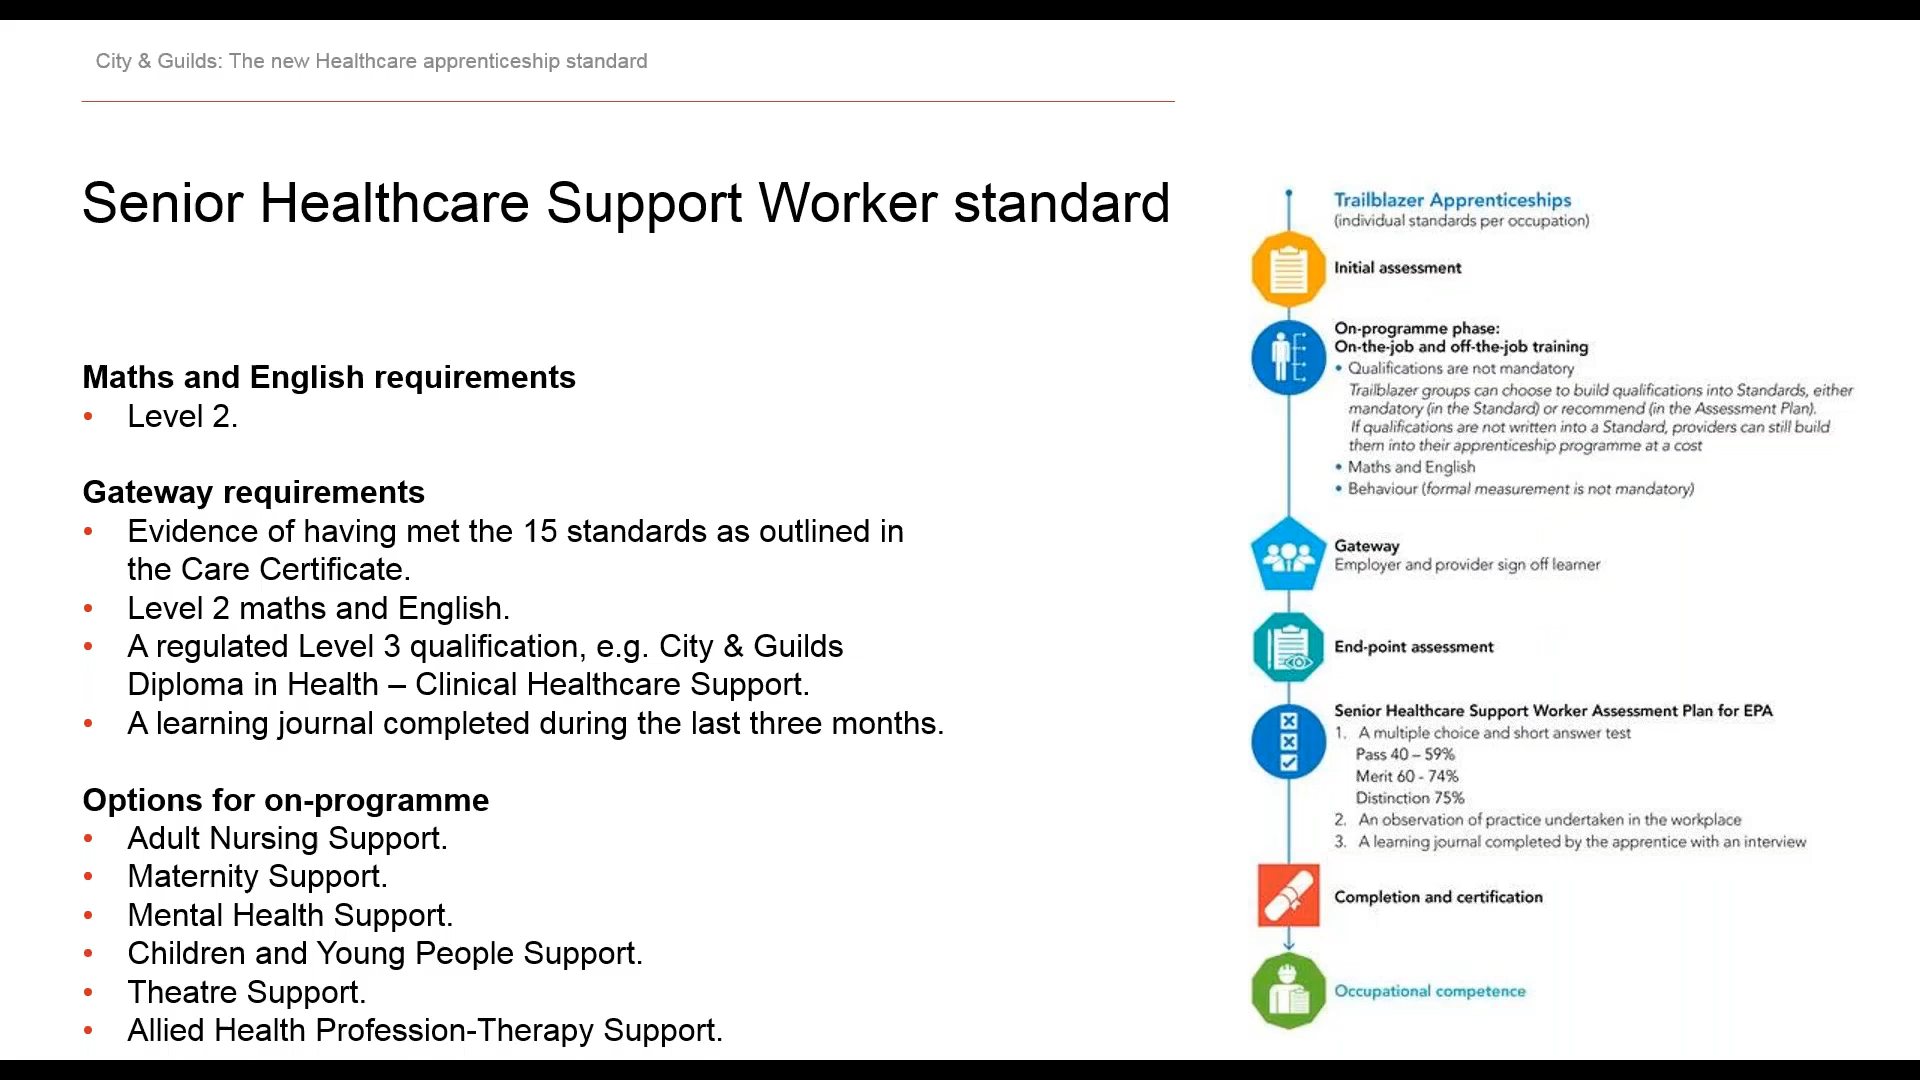 City & Guilds: The new Healthcare apprenticeship standard
Senior Healthcare Support Worker standard
Maths and English requirements
• Level 2.
Gateway requirements
• Evidence of having met the 15 standards as outlined in
the Care Certificate.
• Level 2 maths and English.
• A regulated Level 3 qualification, e.g. City & Guilds
Diploma in Health – Clinical Healthcare Support.
• A learning journal completed during the last three months.
Options for on-programme
• Adult Nursing Support.
• Maternity Support.
• Mental Health Support.
• Children and Young People Support.
• Theatre Support.
• Allied Health Profession-Therapy Support.
Trailblazer Apprenticeships
(individual standards per occupation)
Initial assessment
On-programme phase:
On-the-job and off-the-job training
• Qualifications are not mandatory
Trailblazer groups can choose to build qualifications into Standards, either
mandatory (in the Standard) or recommend (in the Assessment Plan).
If qualifications are not written into a Standard, providers can still build
them into their apprenticeship programme at a cost
• Maths and English
• Behaviour (formal measurement is not mandatory)
Gateway
Employer and provider sign off learner
End-point assessment
Senior Healthcare Support Worker Assessment Plan for EPA
1. A multiple choice and short answer test
Pass 40 – 59%
Merit 60 - 74%
Distinction 75%
2. An observation of practice undertaken in the workplace
3. A learning journal completed by the apprentice with an interview
Completion and certification
Occupational competence